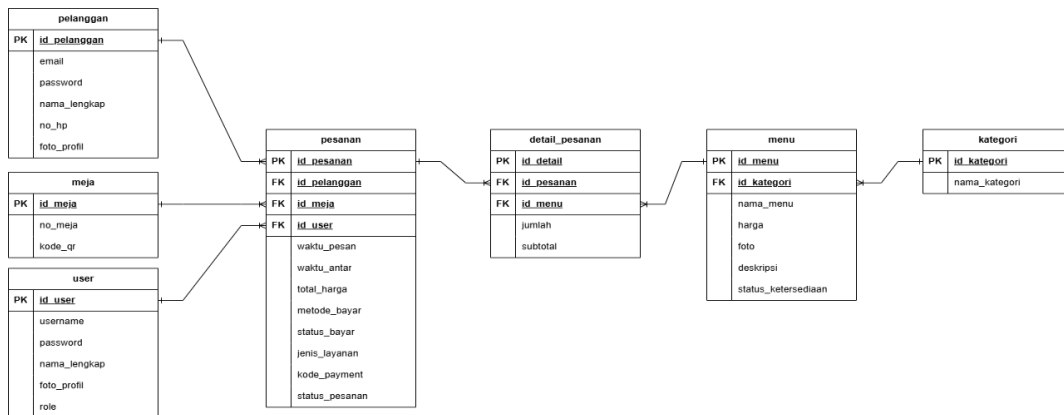 pelanggan
PK id_pelanggan
email
password
nama_lengkap
no_hp
foto_profil
meja
PK id_meja
no_meja
kode_qr
user
PK id_user
username
password
nama_lengkap
foto_profil
role
pesanan
PK id_pesanan
FK id_pelanggan
FK id_meja
FK id_user
waktu_pesan
waktu_antar
total_harga
metode_bayar
status_bayar
jenis_layanan
kode_payment
status_pesanan
detail_pesanan
PK id_detail
FK id_pesanan
FK id_menu
jumlah
subtotal
menu
PK id_menu
FK id_kategori
nama_menu
harga
foto
deskripsi
status_ketersediaan
kategori
PK id_kategori
nama_kategori